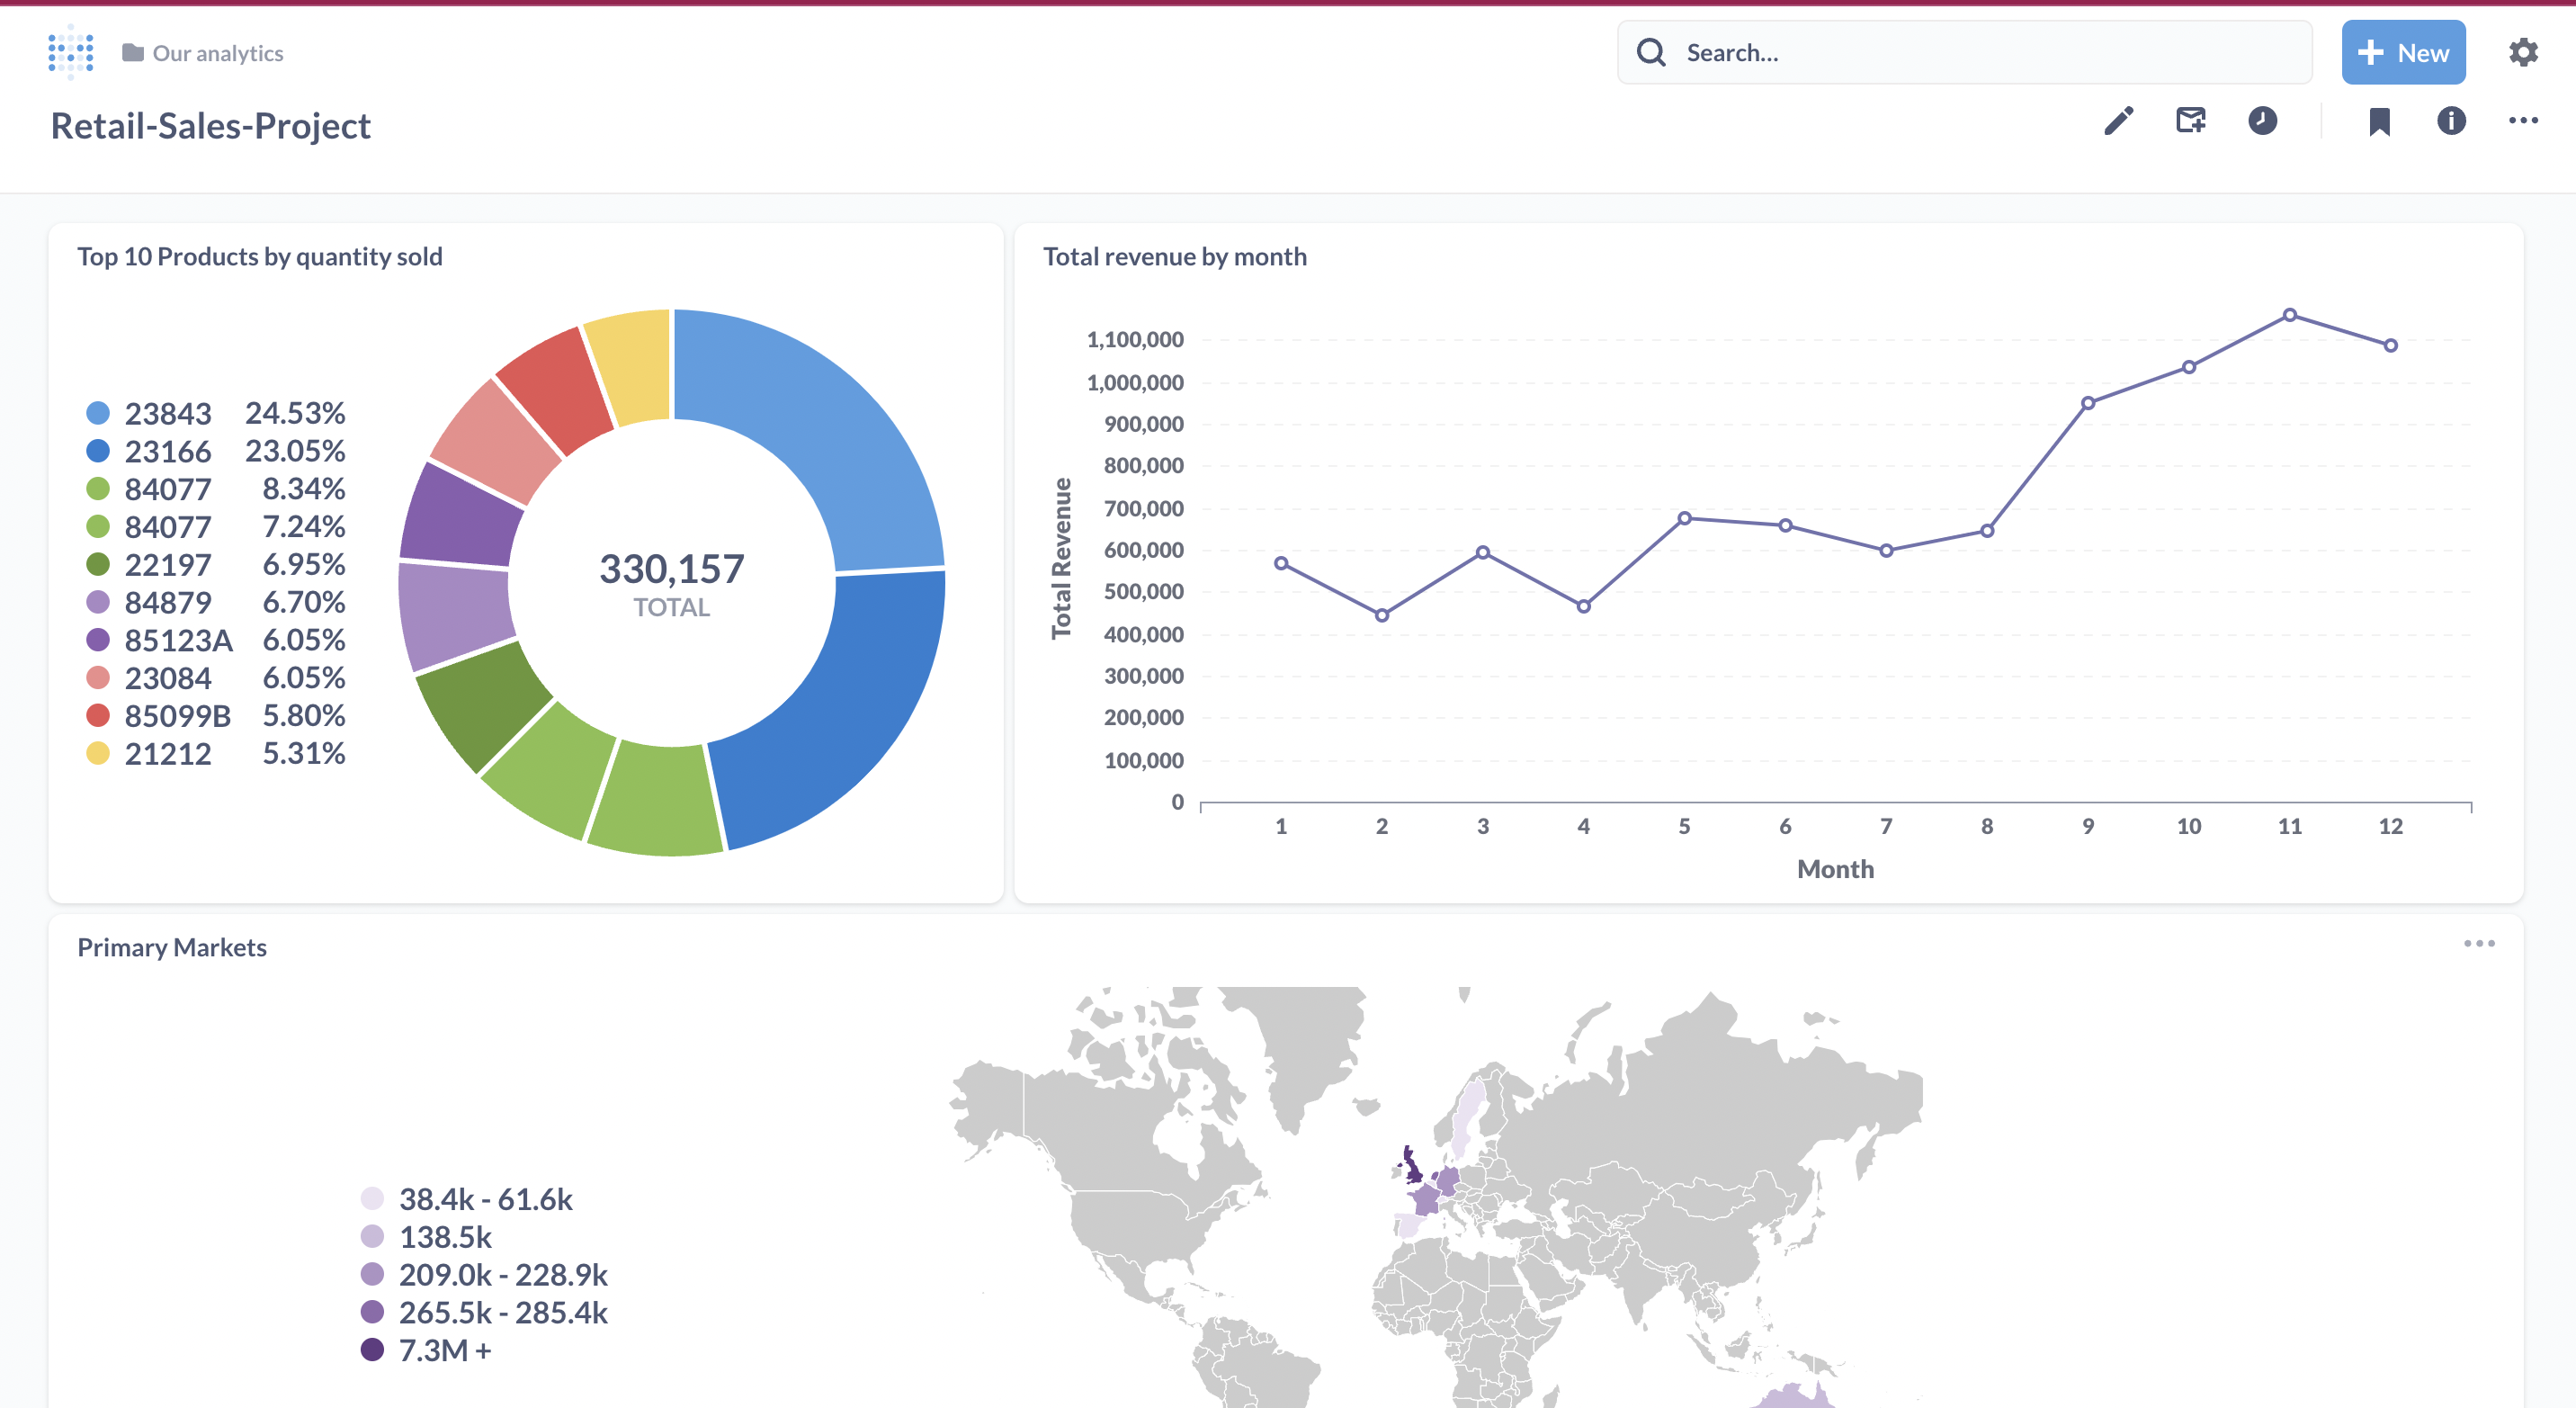 Our analytics
Search...
New
Retail-Sales-Project
Top 10 Products by quantity sold
23843 24.53%
23166 23.05%
84077 8.34%
84077 7.24%
22197 6.95%
84879 6.70%
85123A 6.05%
23084 6.05%
85099B 5.80%
21212 5.31%
330,157
TOTAL
Total revenue by month
Total Revenue
1,100,000
1,000,000
900,000
800,000
700,000
600,000
500,000
400,000
300,000
200,000
100,000
0
1 2 3 4 5 6 7 8 9 10 11 12
Month
Primary Markets
38.4k - 61.6k
138.5k
209.0k - 228.9k
265.5k - 285.4k
7.3M +